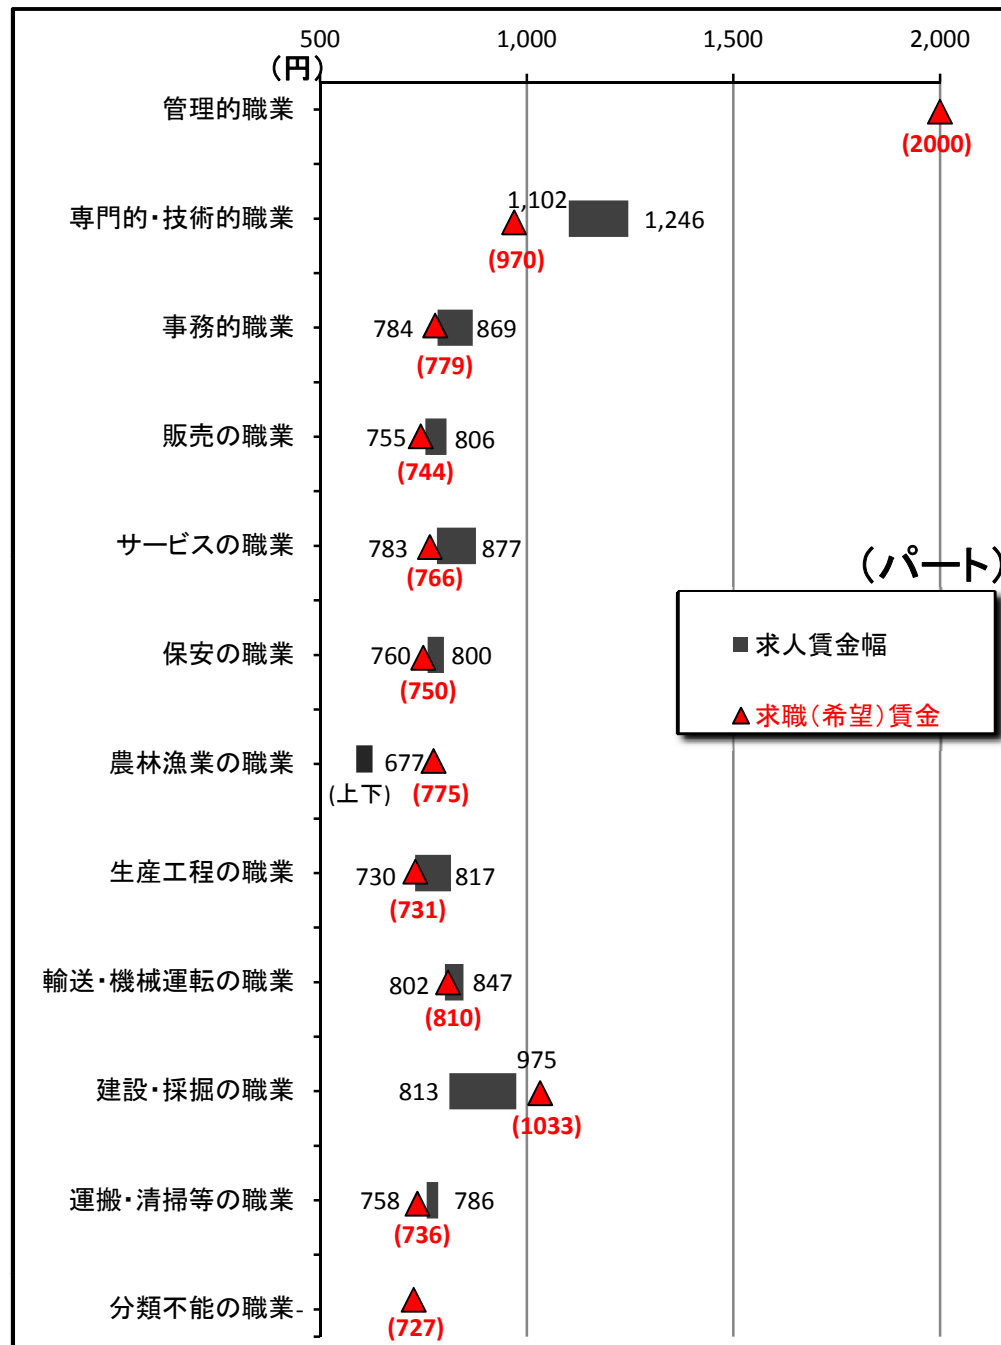 500 1,000 1,500 2,000
(円)
管理的職業
(2000)
専門的・技術的職業 1,102 1,246
(970)
事務的職業 784 869
(779)
販売の職業 755 806
(744)
サービスの職業 783 877
(766)
(パート)
保安の職業 760 800
(750)
■ 求人賃金幅
▲ 求職(希望)賃金
農林漁業の職業 677
(上下) (775)
生産工程の職業 730 817
(731)
輸送・機械運転の職業 802 847
(810)
975
建設・採掘の職業 813
(1033)
運搬・清掃等の職業 758 786
(736)
分類不能の職業-
(727)